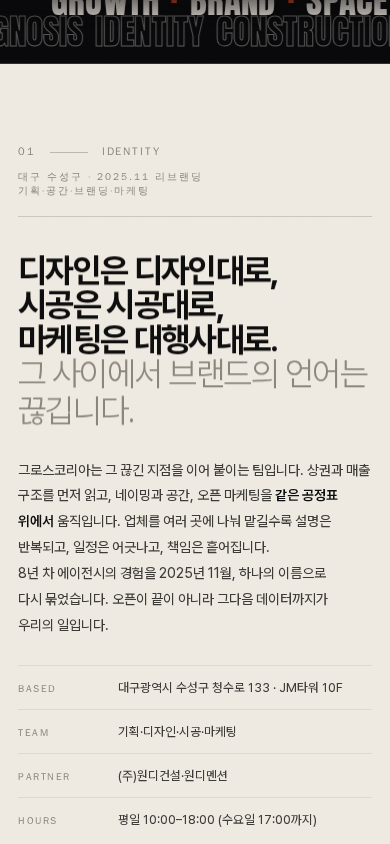 GROWTH · BRAND · SPACE
GNOSIS IDENTITY CONSTRUCTION
01 IDENTITY
대구 수성구 · 2025.11 리브랜딩
기획·공간·브랜딩·마케팅
디자인은 디자인대로,
시공은 시공대로,
마케팅은 대행사대로.
그 사이에서 브랜드의 언어는
끊깁니다.
그로스코리아는 그 끊긴 지점을 이어 붙이는 팀입니다. 상권과 매출
구조를 먼저 읽고, 네이밍과 공간, 오픈 마케팅을 같은 공정표
위에서 움직입니다. 업체를 여러 곳에 나눠 맡길수록 설명은
반복되고, 일정은 어긋나고, 책임은 흩어집니다.
8년 차 에이전시의 경험을 2025년 11월, 하나의 이름으로
다시 묶었습니다. 오픈이 끝이 아니라 그다음 데이터까지가
우리의 일입니다.
BASED 대구광역시 수성구 청수로 133 · JM타워 10F
TEAM 기획·디자인·시공·마케팅
PARTNER (주)원디건설·원디멘션
HOURS 평일 10:00–18:00 (수요일 17:00까지)